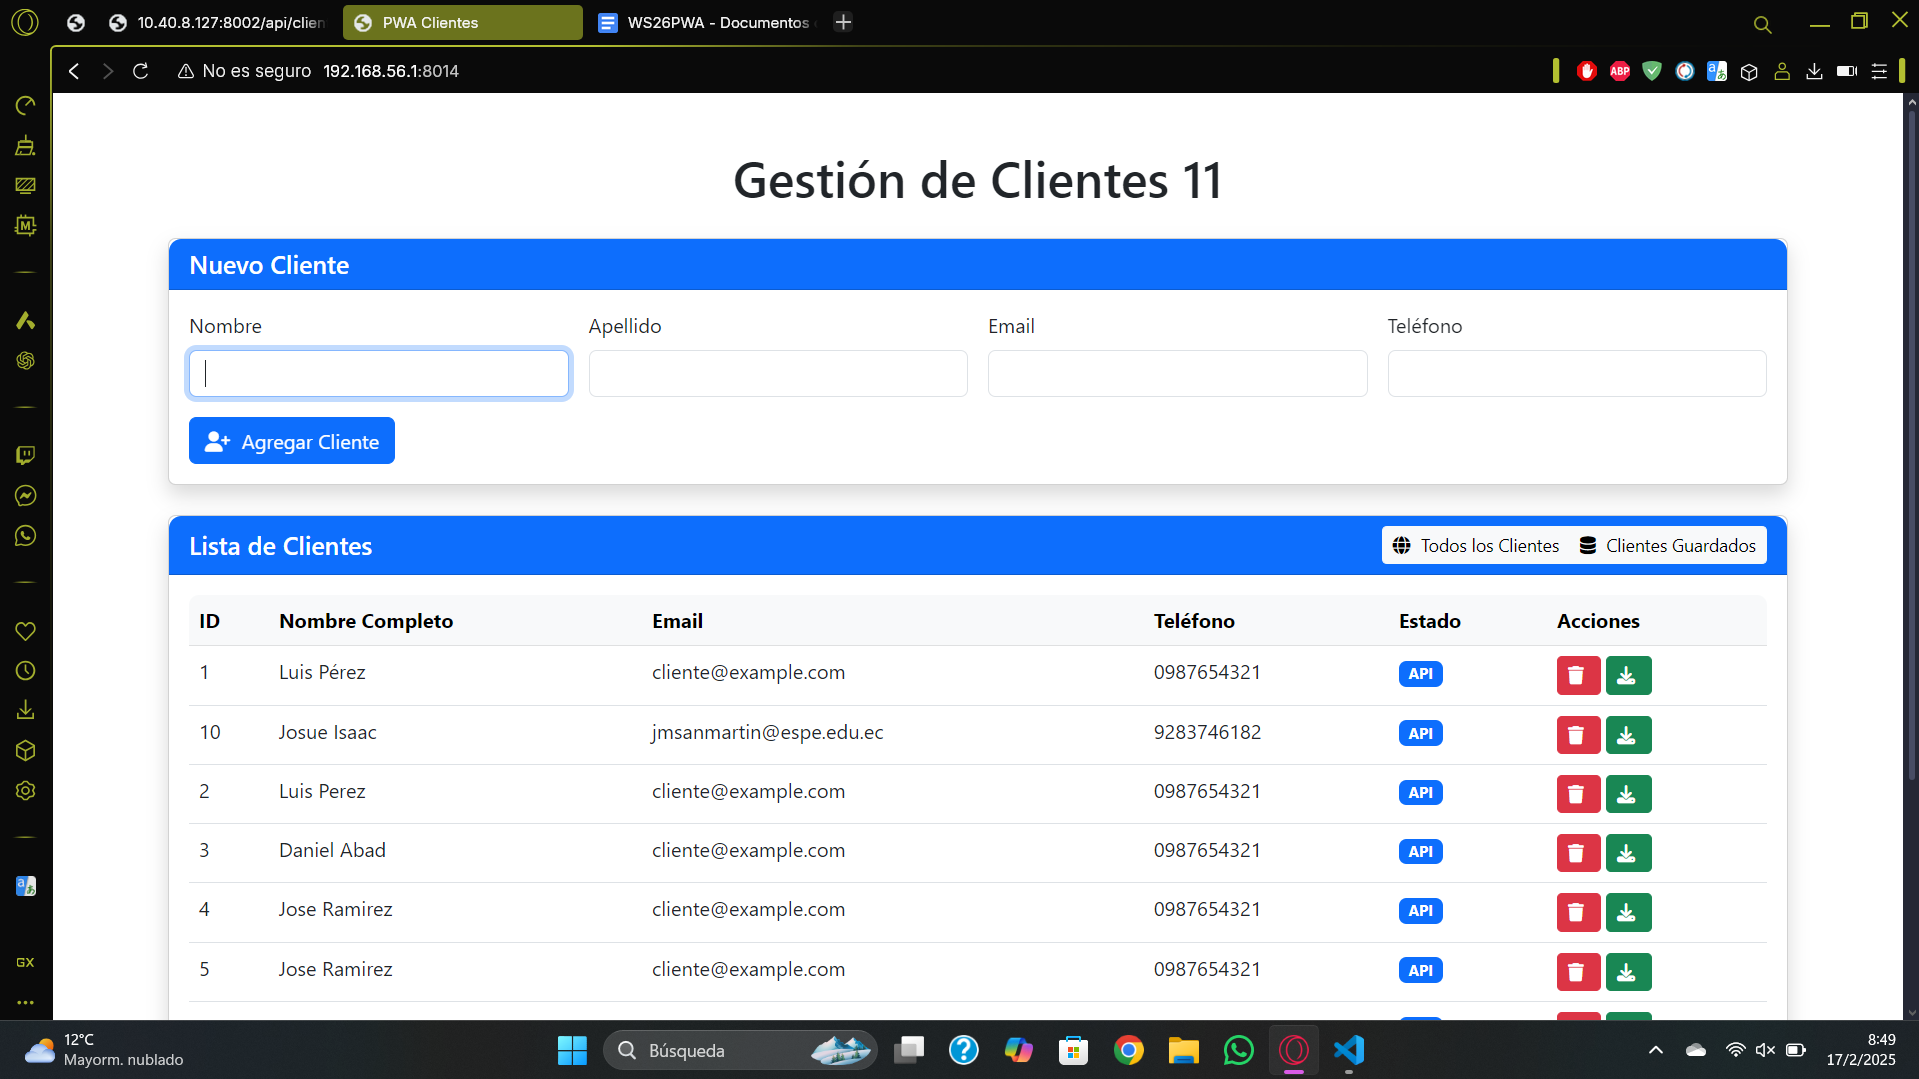 10.40.8.127:8002/api/clien
PWA Clientes
WS26PWA - Documentos
No es seguro 192.168.56.1:8014
ABP
M
Gestión de Clientes 11
Nuevo Cliente
Nombre
Apellido
Email
Teléfono
Agregar Cliente
Lista de Clientes
Todos los Clientes
Clientes Guardados
ID Nombre Completo Email Teléfono Estado Acciones
1 Luis Pérez cliente@example.com 0987654321 API
10 Josue Isaac jmsanmartin@espe.edu.ec 9283746182 API
2 Luis Perez cliente@example.com 0987654321 API
3 Daniel Abad cliente@example.com 0987654321 API
4 Jose Ramirez cliente@example.com 0987654321 API
5 Jose Ramirez cliente@example.com 0987654321 API
GX
12°C
Mayorm. nublado
Búsqueda
8:49
17/2/2025